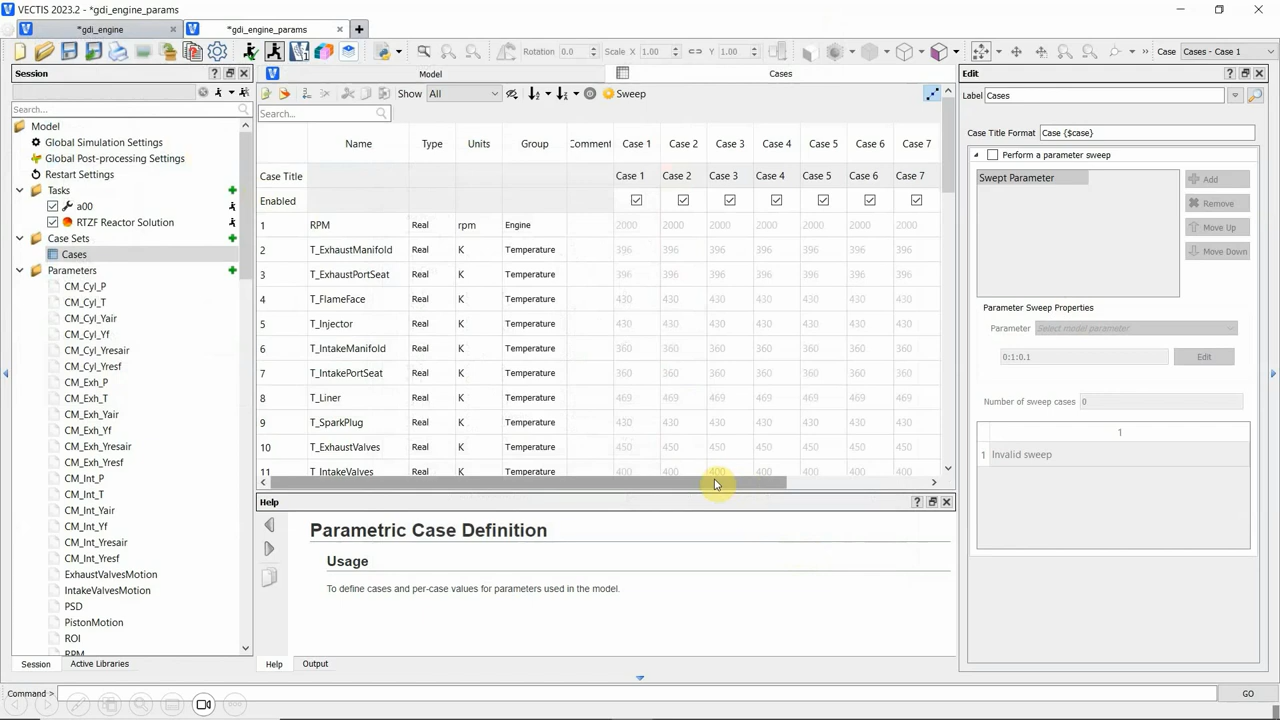 VECTIS 2023.2 - *gdi_engine_params
*gdi_engine
*gdi_engine_params
Rotation 0.0 Scale X 1.00 Y 1.00 Case Cases - Case 1
Session
Search...
Model
Global Simulation Settings
Global Post-processing Settings
Restart Settings
Tasks
a00
RTZF Reactor Solution
Case Sets
Cases
Parameters
CM_Cyl_P
CM_Cyl_T
CM_Cyl_Yair
CM_Cyl_Yf
CM_Cyl_Yresair
CM_Cyl_Yresf
CM_Exh_P
CM_Exh_T
CM_Exh_Yair
CM_Exh_Yf
CM_Exh_Yresair
CM_Exh_Yresf
CM_Int_P
CM_Int_T
CM_Int_Yair
CM_Int_Yf
CM_Int_Yresair
CM_Int_Yresf
ExhaustValvesMotion
IntakeValvesMotion
PSD
PistonMotion
ROI
RPM
Session Active Libraries
Model Cases
Show All Sweep
Search...
Name Type Units Group Comment Case 1 Case 2 Case 3 Case 4 Case 5 Case 6 Case 7
Case Title Case 1 Case 2 Case 3 Case 4 Case 5 Case 6 Case 7
Enabled
1 RPM Real rpm Engine 2000 2000 2000 2000 2000 2000 2000
2 T_ExhaustManifold Real K Temperature 396 396 396 396 396 396 396
3 T_ExhaustPortSeat Real K Temperature 396 396 396 396 396 396 396
4 T_FlameFace Real K Temperature 430 430 430 430 430 430 430
5 T_Injector Real K Temperature 430 430 430 430 430 430 430
6 T_IntakeManifold Real K Temperature 360 360 360 360 360 360 360
7 T_IntakePortSeat Real K Temperature 360 360 360 360 360 360 360
8 T_Liner Real K Temperature 469 469 469 469 469 469 469
9 T_SparkPlug Real K Temperature 430 430 430 430 430 430 430
10 T_ExhaustValves Real K Temperature 450 450 450 450 450 450 450
11 T_IntakeValves Real K Temperature 400 400 400 400 400 400 400
Help
Parametric Case Definition
Usage
To define cases and per-case values for parameters used in the model.
Help Output
Edit
Label Cases
Case Title Format Case {$case}
Perform a parameter sweep
Swept Parameter
Add
Remove
Move Up
Move Down
Parameter Sweep Properties
Parameter Select model parameter
0:1:0.1 Edit
Number of sweep cases 0
1
1 Invalid sweep
Command > GO